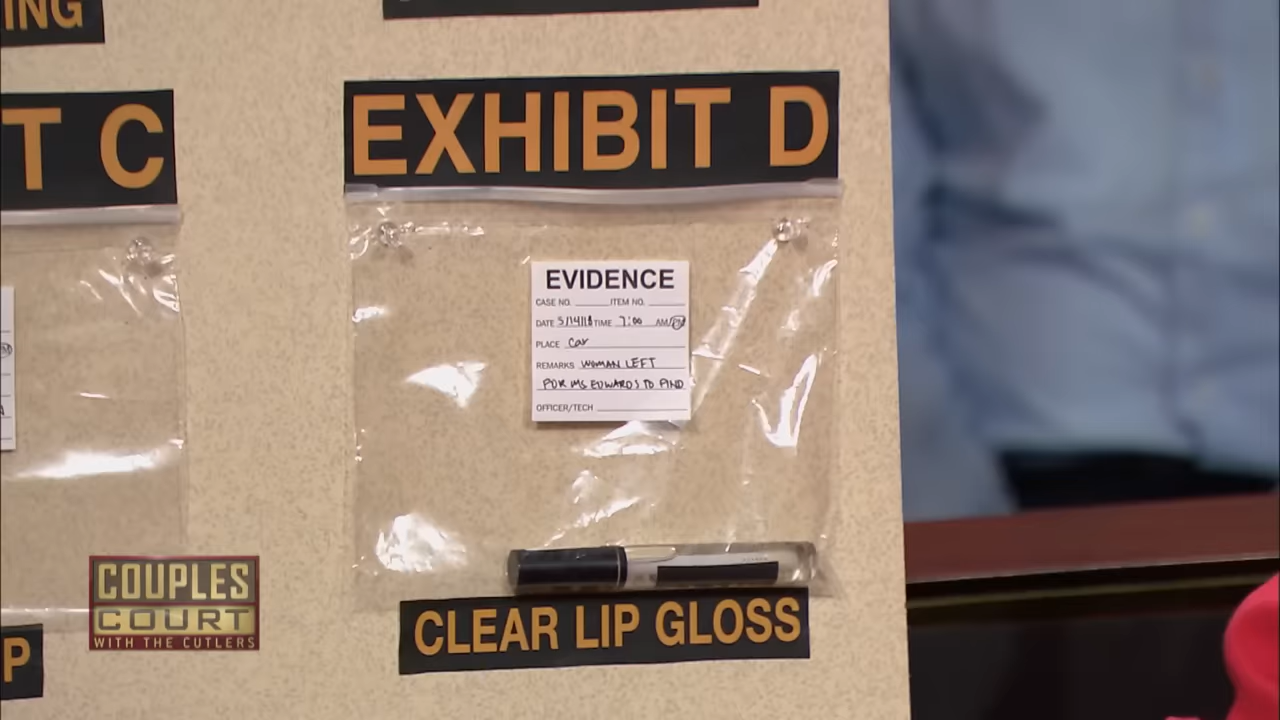 ING
T C
EXHIBIT D
EVIDENCE
CASE NO. ITEM NO.
DATE 5/14/18 TIME 7:00 AM/PM
PLACE Car
REMARKS WOMAN LEFT
FOR MS EDWARDS TO FIND
OFFICER/TECH
CLEAR LIP GLOSS
P
COUPLES
COURT
WITH THE CUTLERS